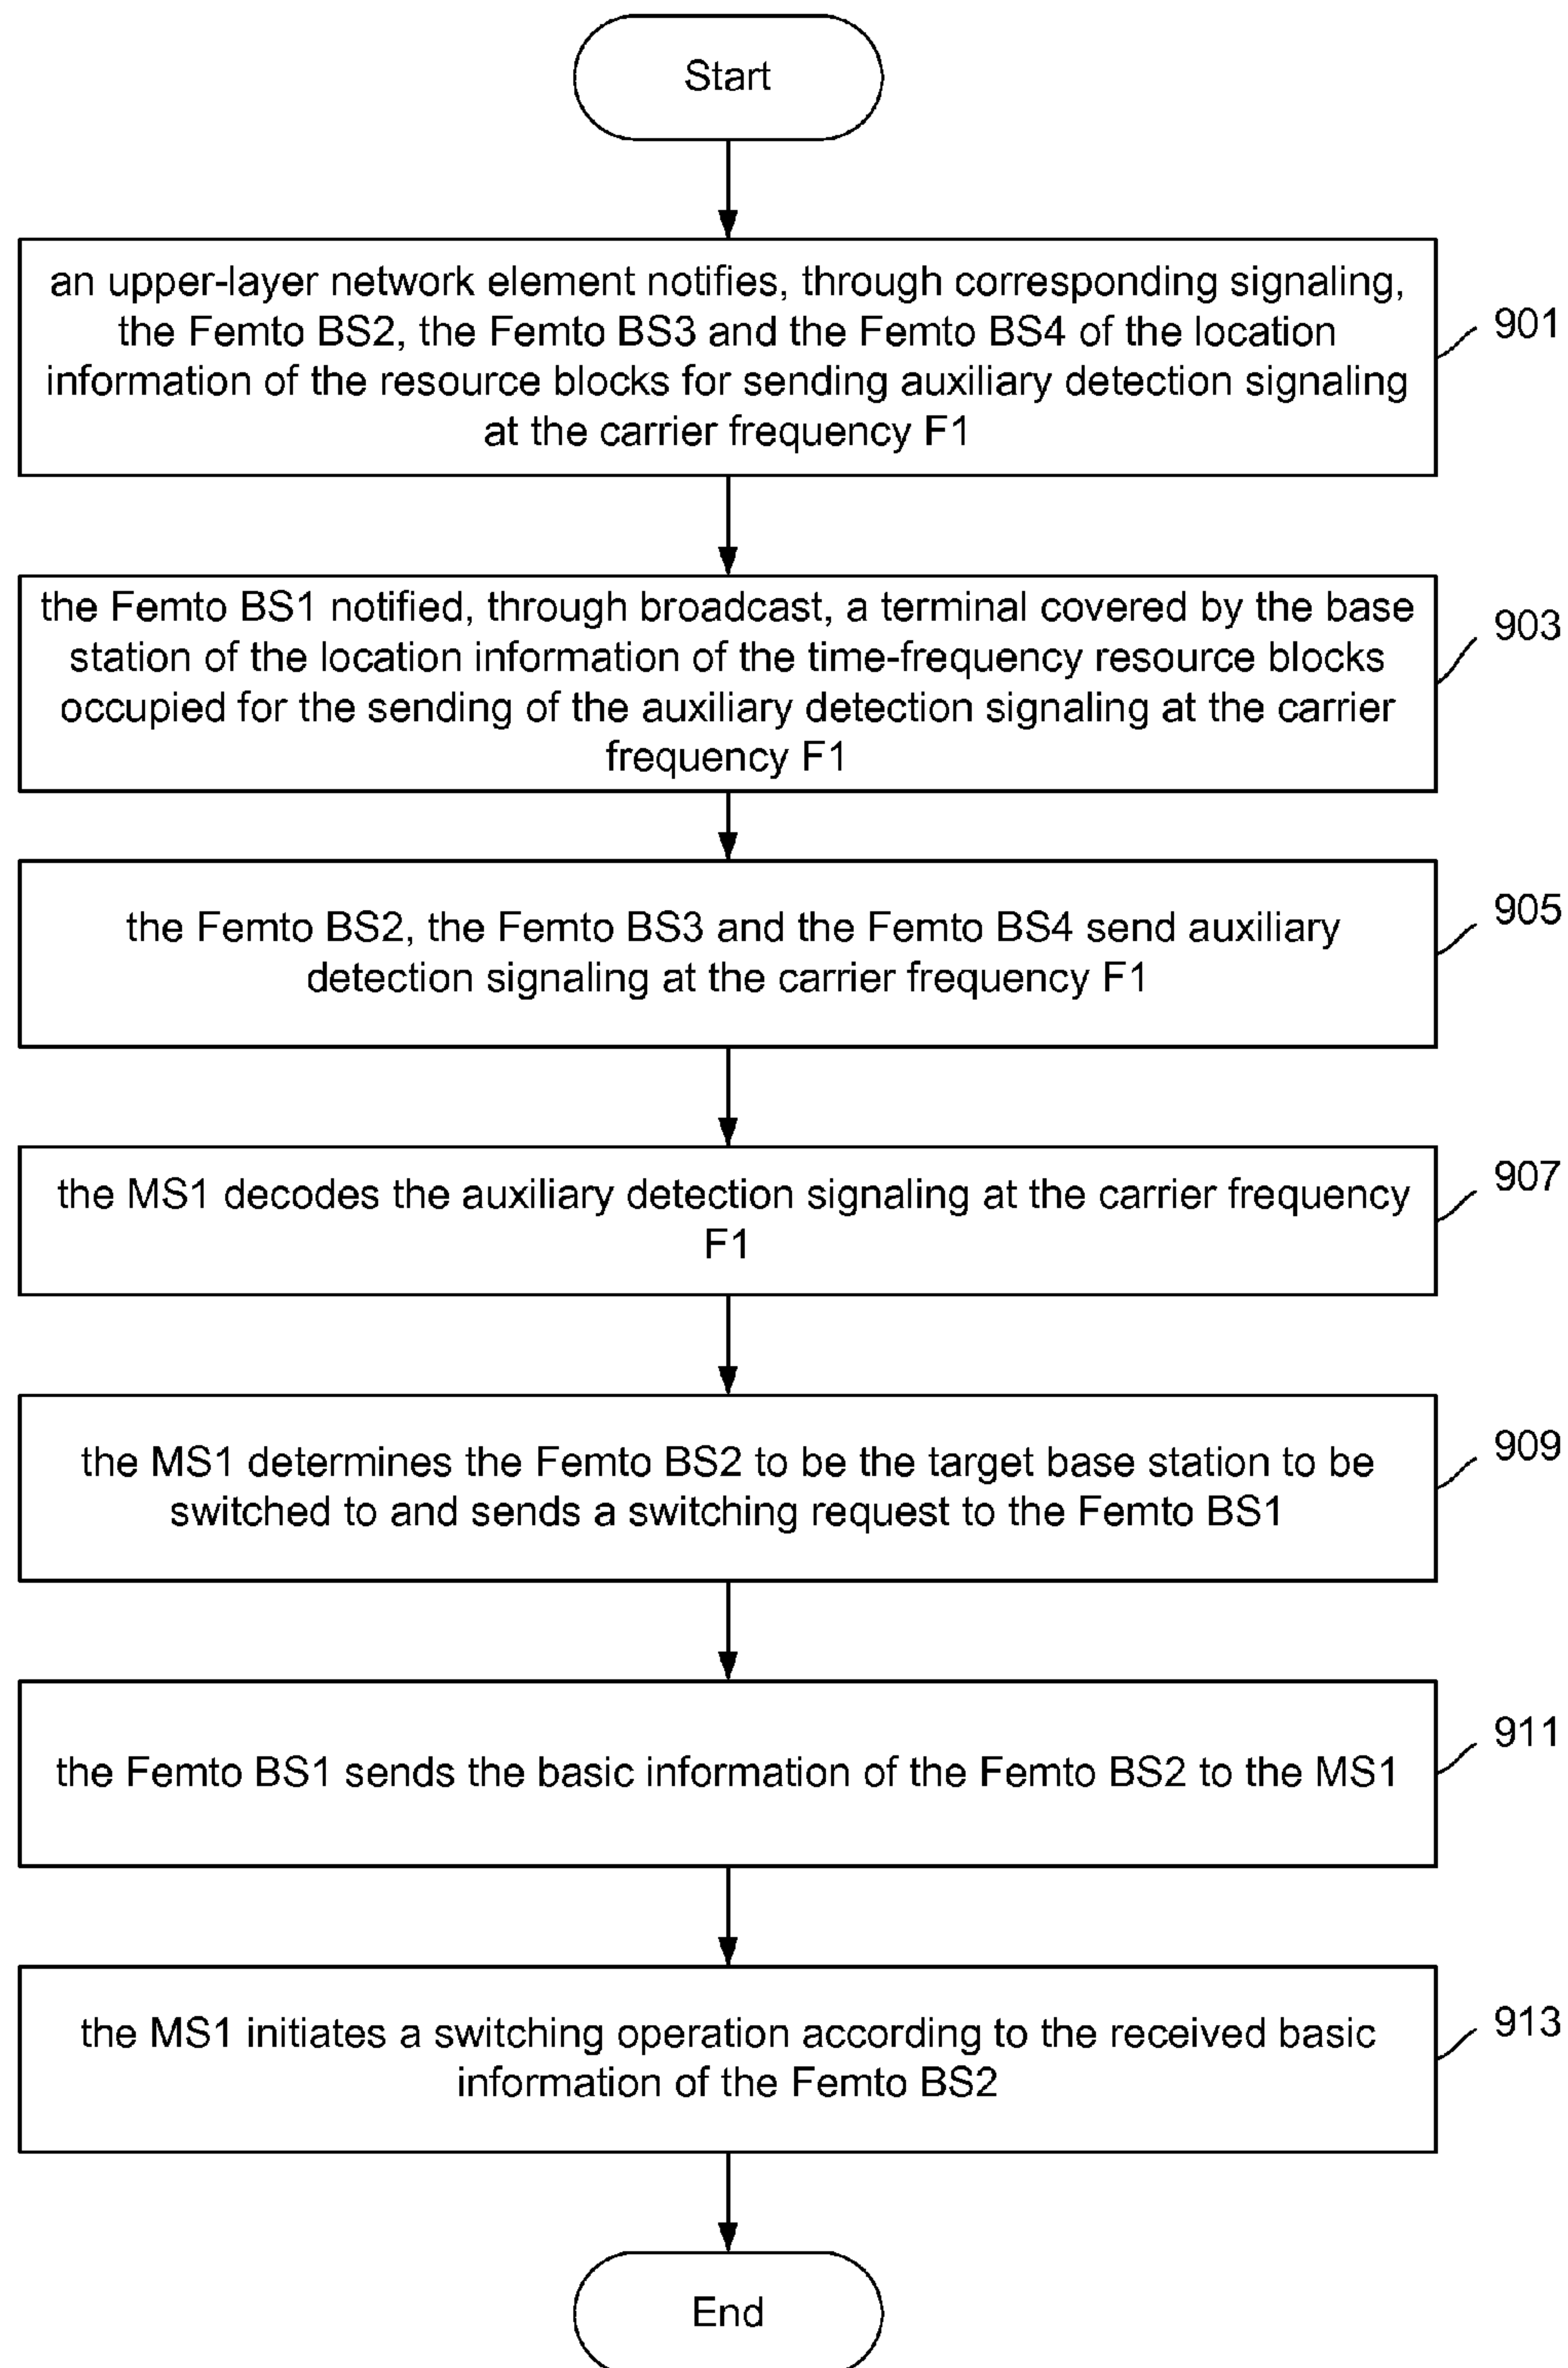 Start
an upper-layer network element notifies, through corresponding signaling,
the Femto BS2, the Femto BS3 and the Femto BS4 of the location
information of the resource blocks for sending auxiliary detection signaling
at the carrier frequency F1
901
the Femto BS1 notified, through broadcast, a terminal covered by the base
station of the location information of the time-frequency resource blocks
occupied for the sending of the auxiliary detection signaling at the carrier
frequency F1
903
the Femto BS2, the Femto BS3 and the Femto BS4 send auxiliary
detection signaling at the carrier frequency F1
905
the MS1 decodes the auxiliary detection signaling at the carrier frequency
F1
907
the MS1 determines the Femto BS2 to be the target base station to be
switched to and sends a switching request to the Femto BS1
909
the Femto BS1 sends the basic information of the Femto BS2 to the MS1
911
the MS1 initiates a switching operation according to the received basic
information of the Femto BS2
913
End